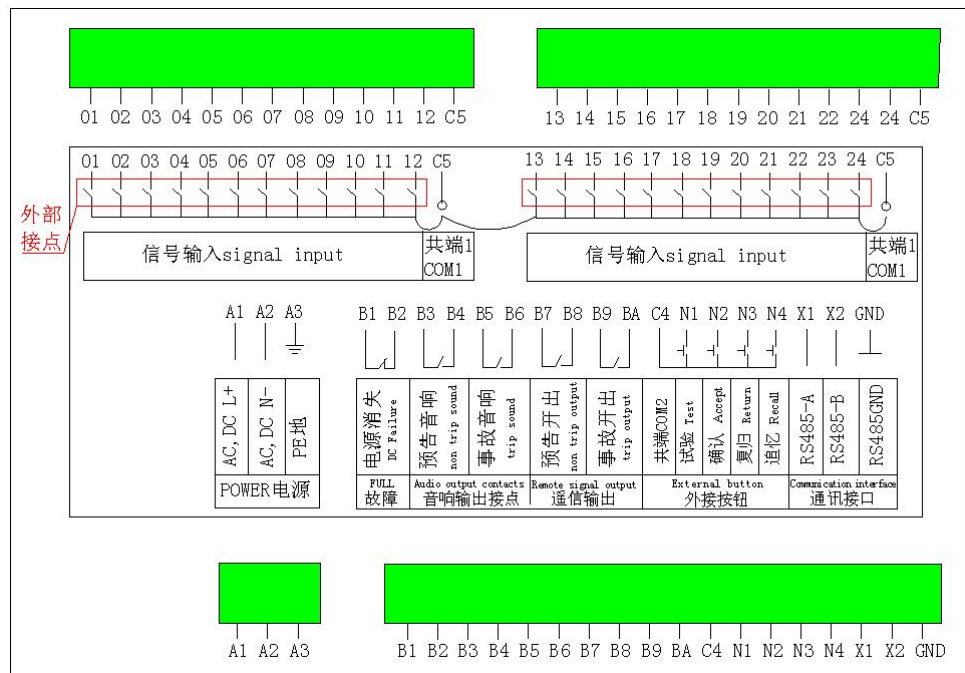 01 02 03 04 05 06 07 08 09 10 11 12 C5
13 14 15 16 17 18 19 20 21 22 22 24 24 C5
01 02 03 04 05 06 07 08 09 10 11 12 C5
13 14 15 16 17 18 19 20 21 22 23 24 C5
外部
接点
信号输入signal input
共端1
COM1
信号输入signal input
共端1
COM1
A1 A2 A3
B1 B2 B3 B4 B5 B6 B7 B8 B9 BA C4 N1 N2 N3 N4 X1 X2 GND
AC,DC L+
AC,DC N-
PE地
POWER电源
电源消失
DC Failure
预告音响
non trip sound
事故音响
trip sound
预告开出
non trip output
事故开出
trip output
共端COM2
试验 Test
确认 Accept
复归 Return
追忆 Recall
RS485-A
RS485-B
RS485GND
FULL
故障
Audio output contacts
音响输出接点
Remote signal output
遥信输出
External button
外接按钮
Communication interface
通讯接口
A1 A2 A3
B1 B2 B3 B4 B5 B6 B7 B8 B9 BA C4 N1 N2 N3 N4 X1 X2 GND